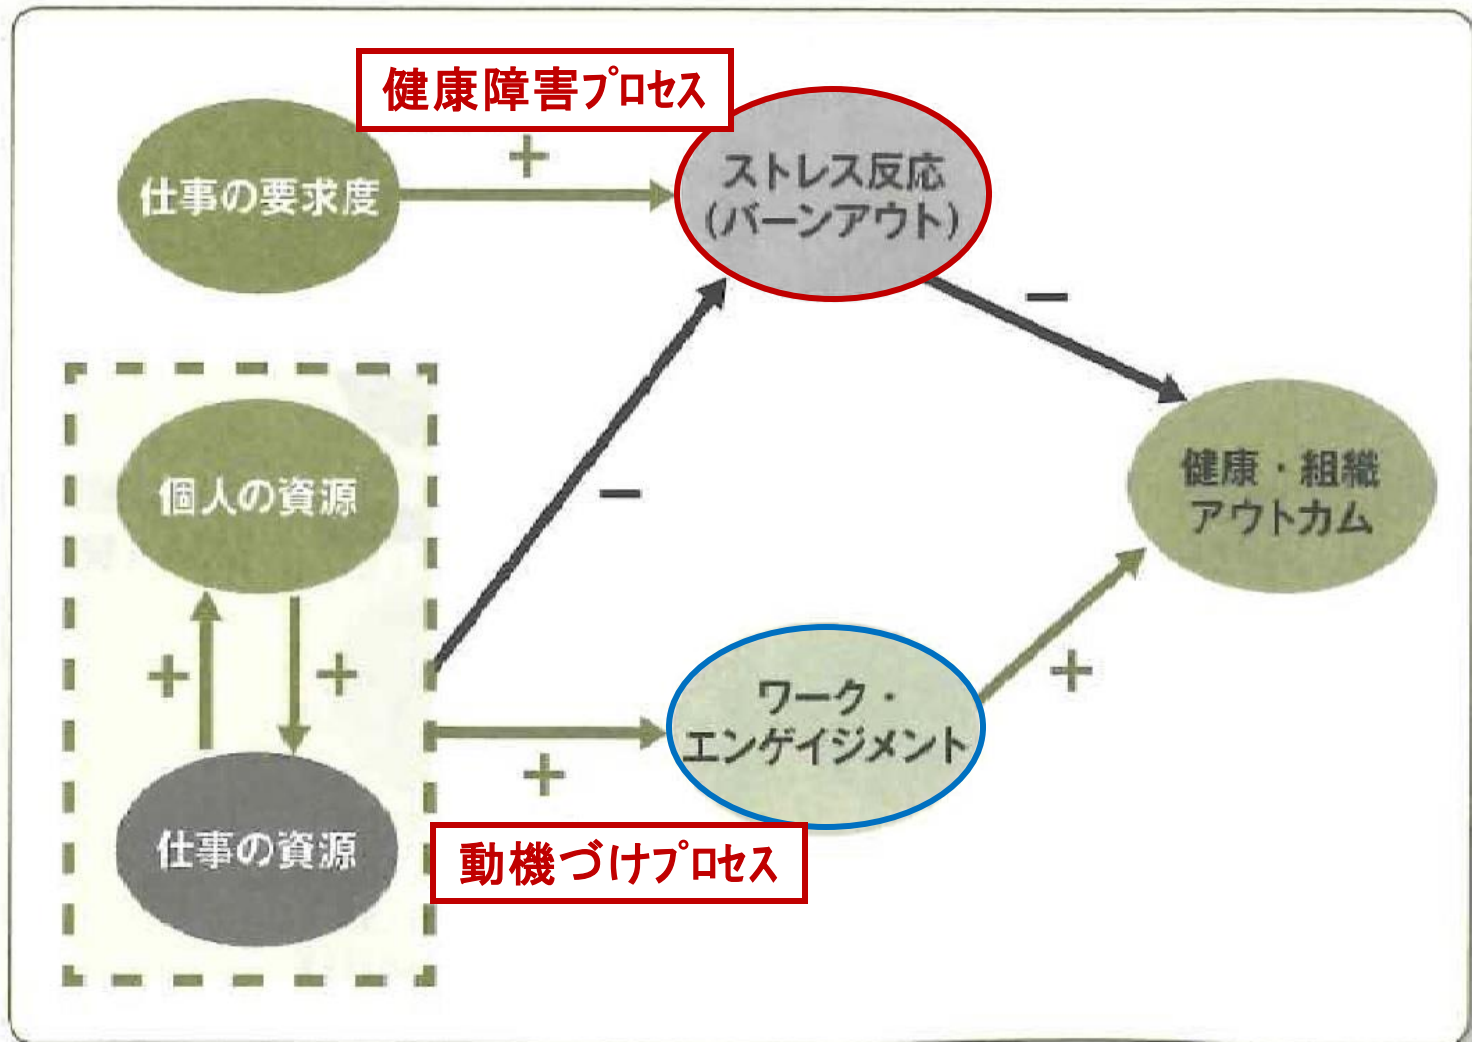 健康障害プロセス
仕事の要求度
+
ストレス反応
(バーンアウト)
−
個人の資源
−
健康・組織
アウトカム
+
+
ワーク・
エンゲイジメント
+
+
仕事の資源
動機づけプロセス